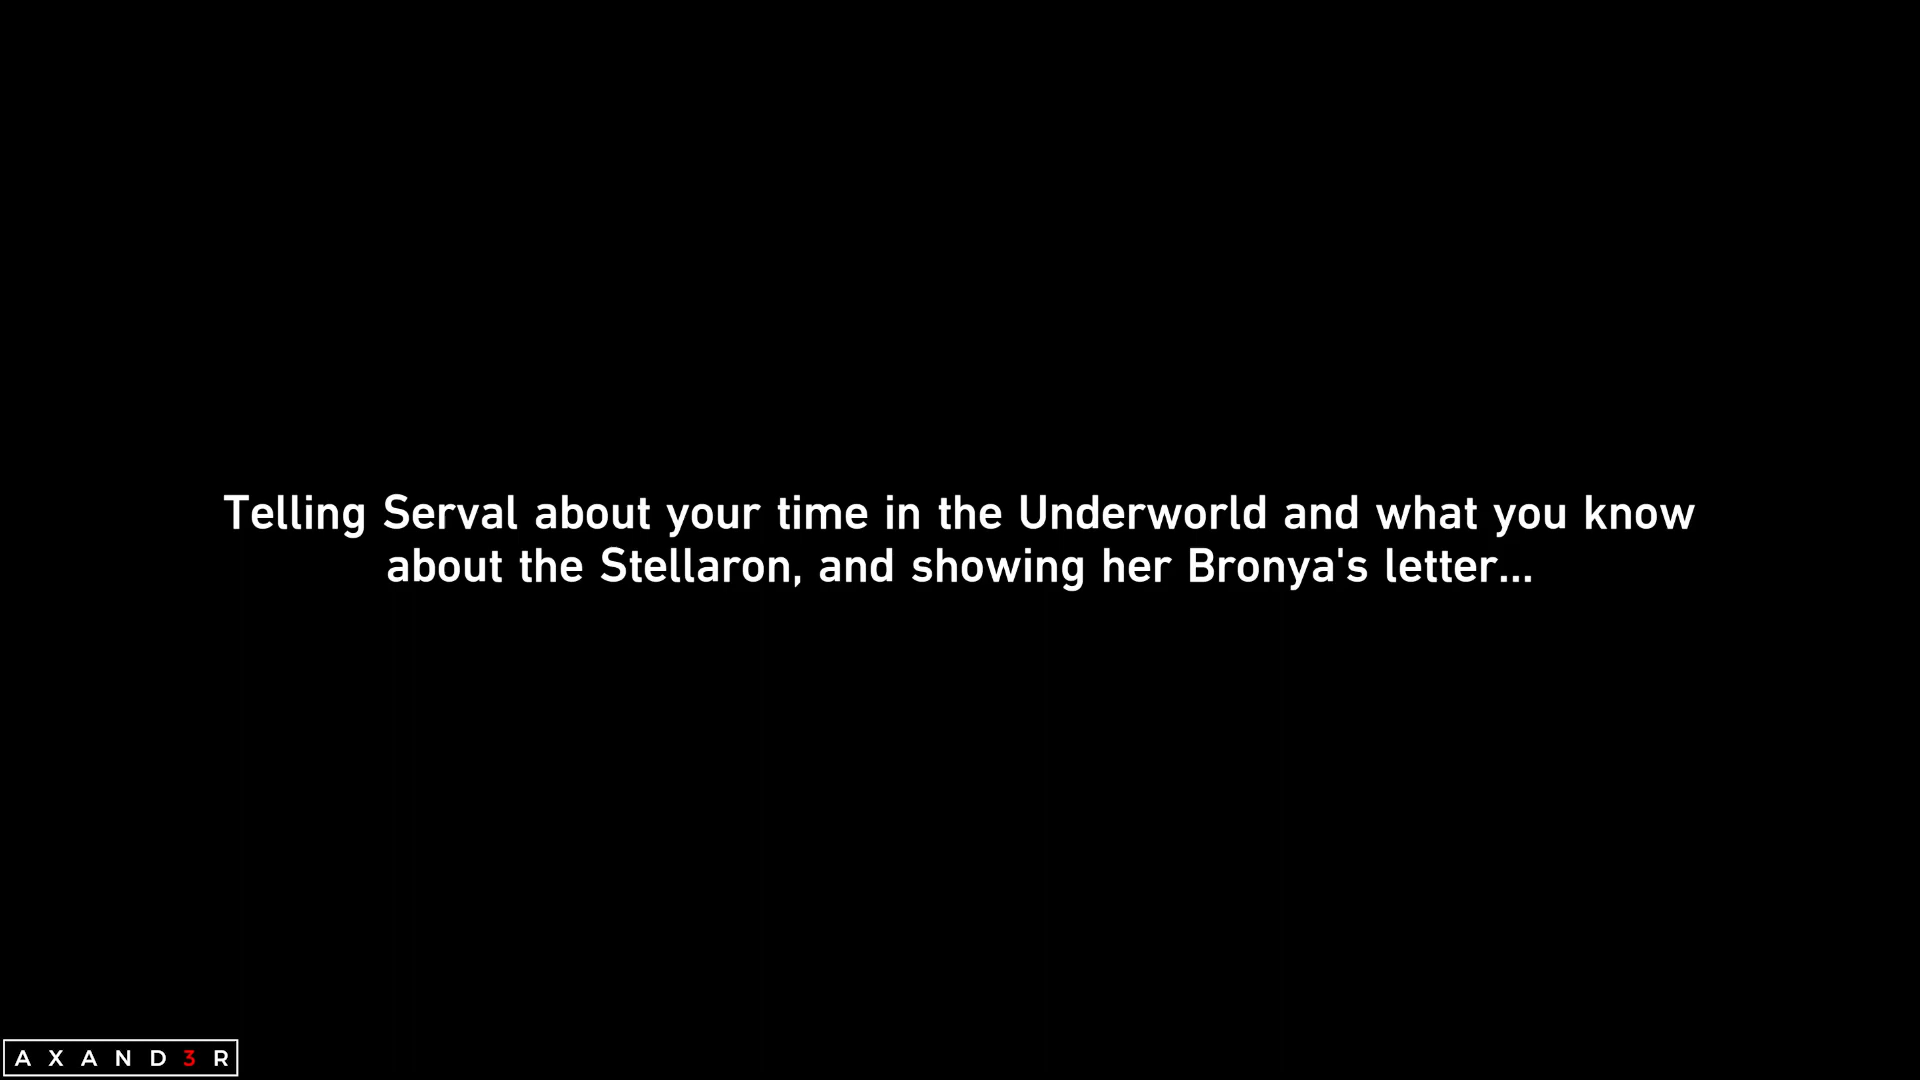 Telling Serval about your time in the Underworld and what you know
about the Stellaron, and showing her Bronya's letter...
AXAND3R